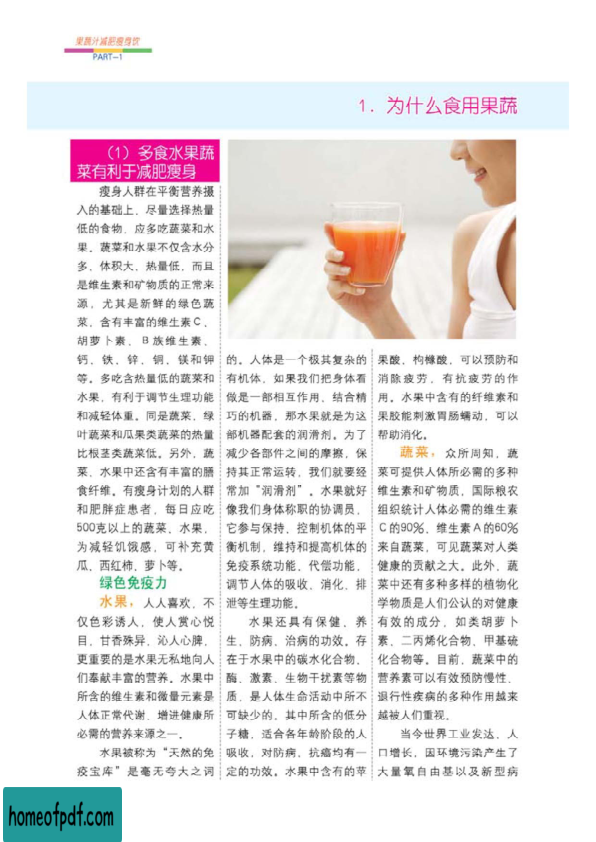 果蔬汁减肥瘦身饮
PART-1
1. 为什么食用果蔬
（1）多食水果蔬
菜有利于减肥瘦身
瘦身人群在平衡营养摄
入的基础上，尽量选择热量
低的食物，应多吃蔬菜和水
果。蔬菜和水果不仅含水分
多、体积大、热量低，而且
是维生素和矿物质的正常来
源，尤其是新鲜的绿色蔬
菜，含有丰富的维生素C、
胡萝卜素、B族维生素、
钙、铁、锌、铜、镁和钾
等。多吃含热量低的蔬菜和
水果，有利于调节生理功能
和减轻体重。同是蔬菜，绿
叶蔬菜和瓜果类蔬菜的热量
比根茎类蔬菜低。另外，蔬
菜、水果中还含有丰富的膳
食纤维。有瘦身计划的人群
和肥胖症患者，每日应吃
500克以上的蔬菜、水果，
为减轻饥饿感，可补充黄
瓜、西红柿、萝卜等。
绿色免疫力
水果，人人喜欢，不
仅色彩诱人，使人赏心悦
目，甘香殊异，沁人心脾，
更重要的是水果无私地向人
们奉献丰富的营养。水果中
所含的维生素和微量元素是
人体正常代谢、增进健康所
必需的营养来源之一。
水果被称为“天然的免
疫宝库”是毫无夸大之词
的。人体是一个极其复杂的
有机体，如果我们把身体看
做是一部相互作用、结合精
巧的机器，那水果就是为这
部机器配套的润滑剂。为了
减少各部件之间的摩擦，保
持其正常运转，我们就要经
常加“润滑剂”。水果就好
像我们身体称职的协调员，
它参与保持、控制机体的平
衡机制，维持和提高机体的
免疫系统功能、代偿功能，
调节人体的吸收、消化、排
泄等生理功能。
水果还具有保健、养
生、防病、治病的功效。存
在于水果中的碳水化合物、
酶、激素、生物干扰素等物
质，是人体生命活动中所不
可缺少的。其中所含的低分
子糖，适合各年龄阶段的人
吸收，对防病、抗癌均有一
定的功效。水果中含有的苹
果酸、枸橼酸，可以预防和
消除疲劳，有抗疲劳的作
用。水果中含有的纤维素和
果胶能刺激胃肠蠕动，可以
帮助消化。
蔬菜，众所周知，蔬
菜可提供人体所必需的多种
维生素和矿物质，国际粮农
组织统计人体必需的维生素
C的90%、维生素A的60%
来自蔬菜，可见蔬菜对人类
健康的贡献之大。此外，蔬
菜中还有多种多样的植物化
学物质是人们公认的对健康
有效的成分，如类胡萝卜
素、二丙烯化合物、甲基硫
化合物等。目前，蔬菜中的
营养素可以有效预防慢性、
退行性疾病的多种作用越来
越被人们重视。
当今世界工业发达，人
口增长，因环境污染产生了
大量氧自由基以及新型病
homeofpdf.com